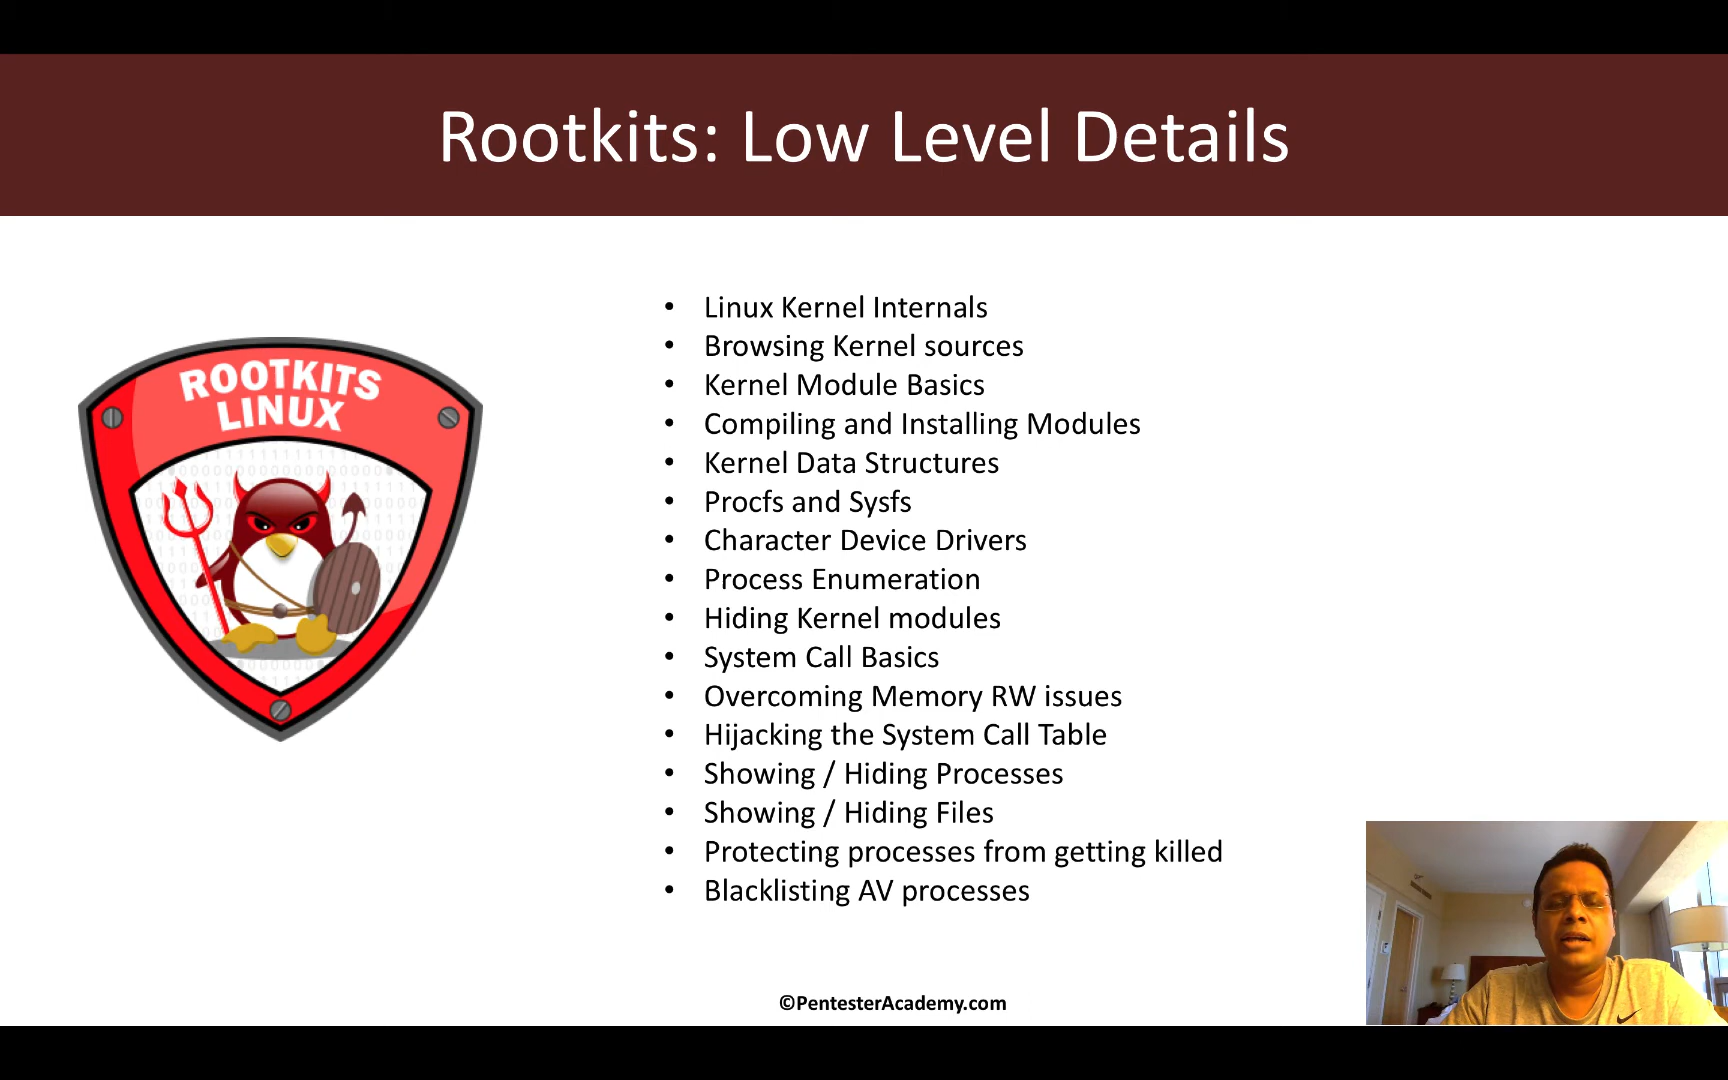 Rootkits: Low Level Details
ROOTKITS
LINUX
• Linux Kernel Internals
• Browsing Kernel sources
• Kernel Module Basics
• Compiling and Installing Modules
• Kernel Data Structures
• Procfs and Sysfs
• Character Device Drivers
• Process Enumeration
• Hiding Kernel modules
• System Call Basics
• Overcoming Memory RW issues
• Hijacking the System Call Table
• Showing / Hiding Processes
• Showing / Hiding Files
• Protecting processes from getting killed
• Blacklisting AV processes
©PentesterAcademy.com